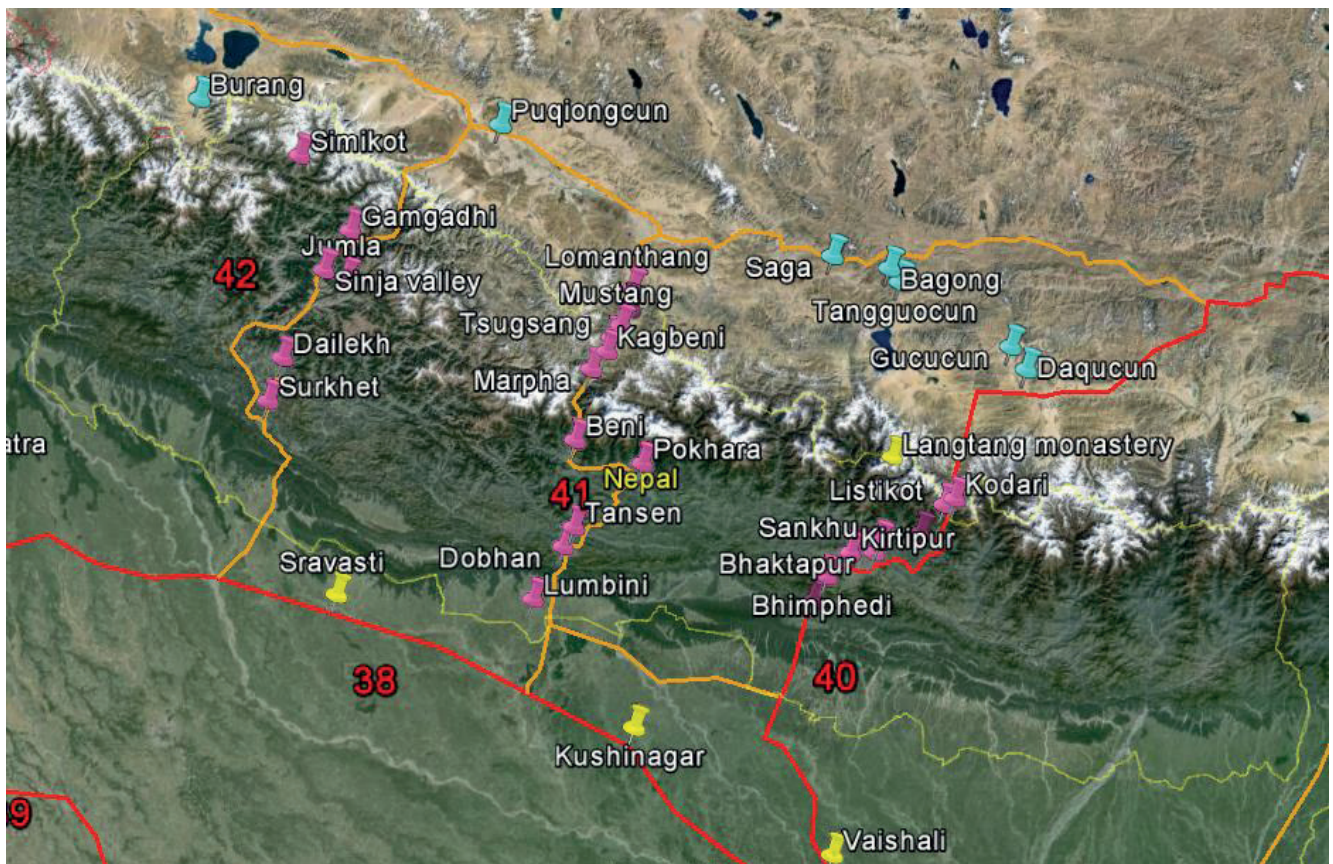 Burang
Puqiongcun
Simikot
Gamgadhi
Jumla
Sinja valley
42
Lomanthang
Saga
Bagong
Mustang
Tangguocun
Tsugsang
Kagbeni
Gucucun
Daqucun
Dailekh
Marpha
Surkhet
Beni
Pokhara
Langtang monastery
atra
Nepal
41
Listikot
Kodari
Tansen
Sankhu
Kirtipur
Sravasti
Dobhan
Bhaktapur
Lumbini
Bhimphedi
38
40
Kushinagar
Vaishali